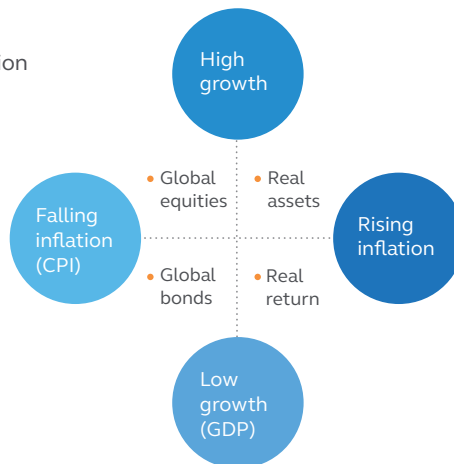 High
growth
• Global
equities
• Real
assets
Falling
inflation
(CPI)
Rising
inflation
• Global
bonds
• Real
return
Low
growth
(GDP)